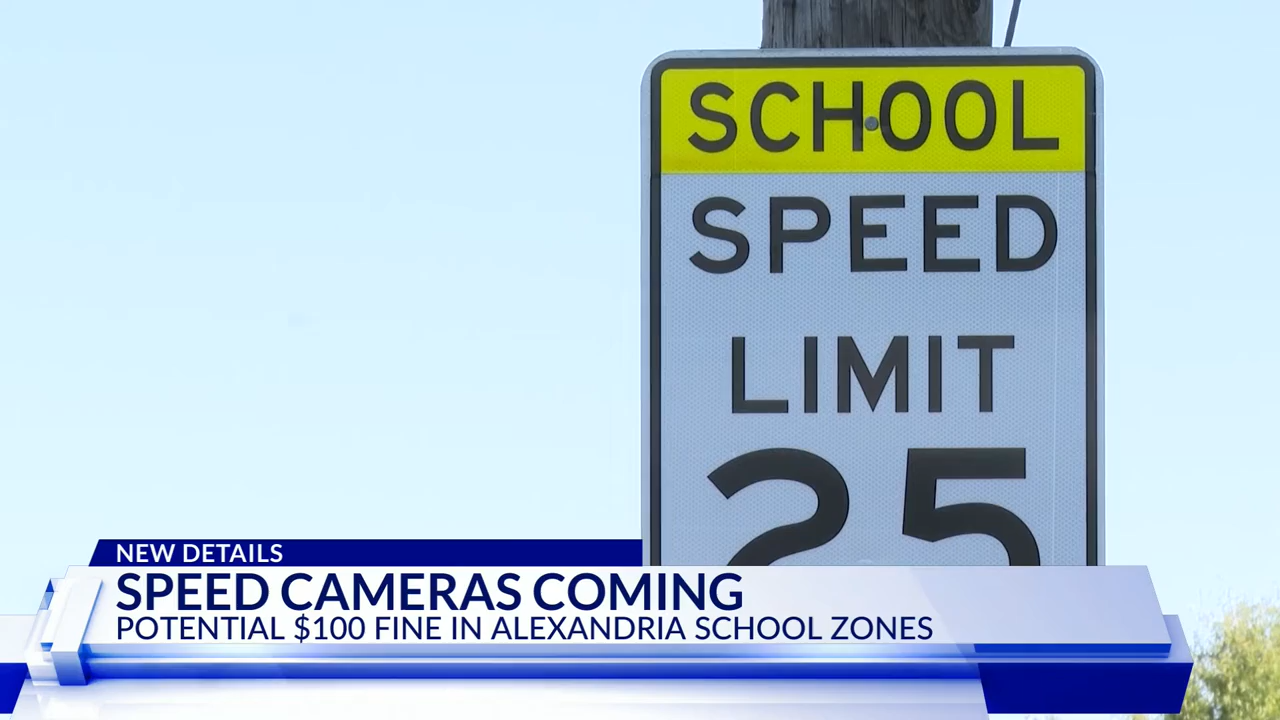 SCHOOL
SPEED
LIMIT
25
NEW DETAILS
SPEED CAMERAS COMING
POTENTIAL $100 FINE IN ALEXANDRIA SCHOOL ZONES